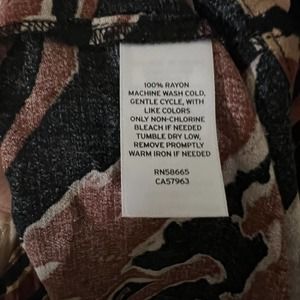 100% RAYON
MACHINE WASH COLD,
GENTLE CYCLE, WITH
LIKE COLORS
ONLY NON-CHLORINE
BLEACH IF NEEDED
TUMBLE DRY LOW,
REMOVE PROMPTLY
WARM IRON IF NEEDED
RN58665
CA57963